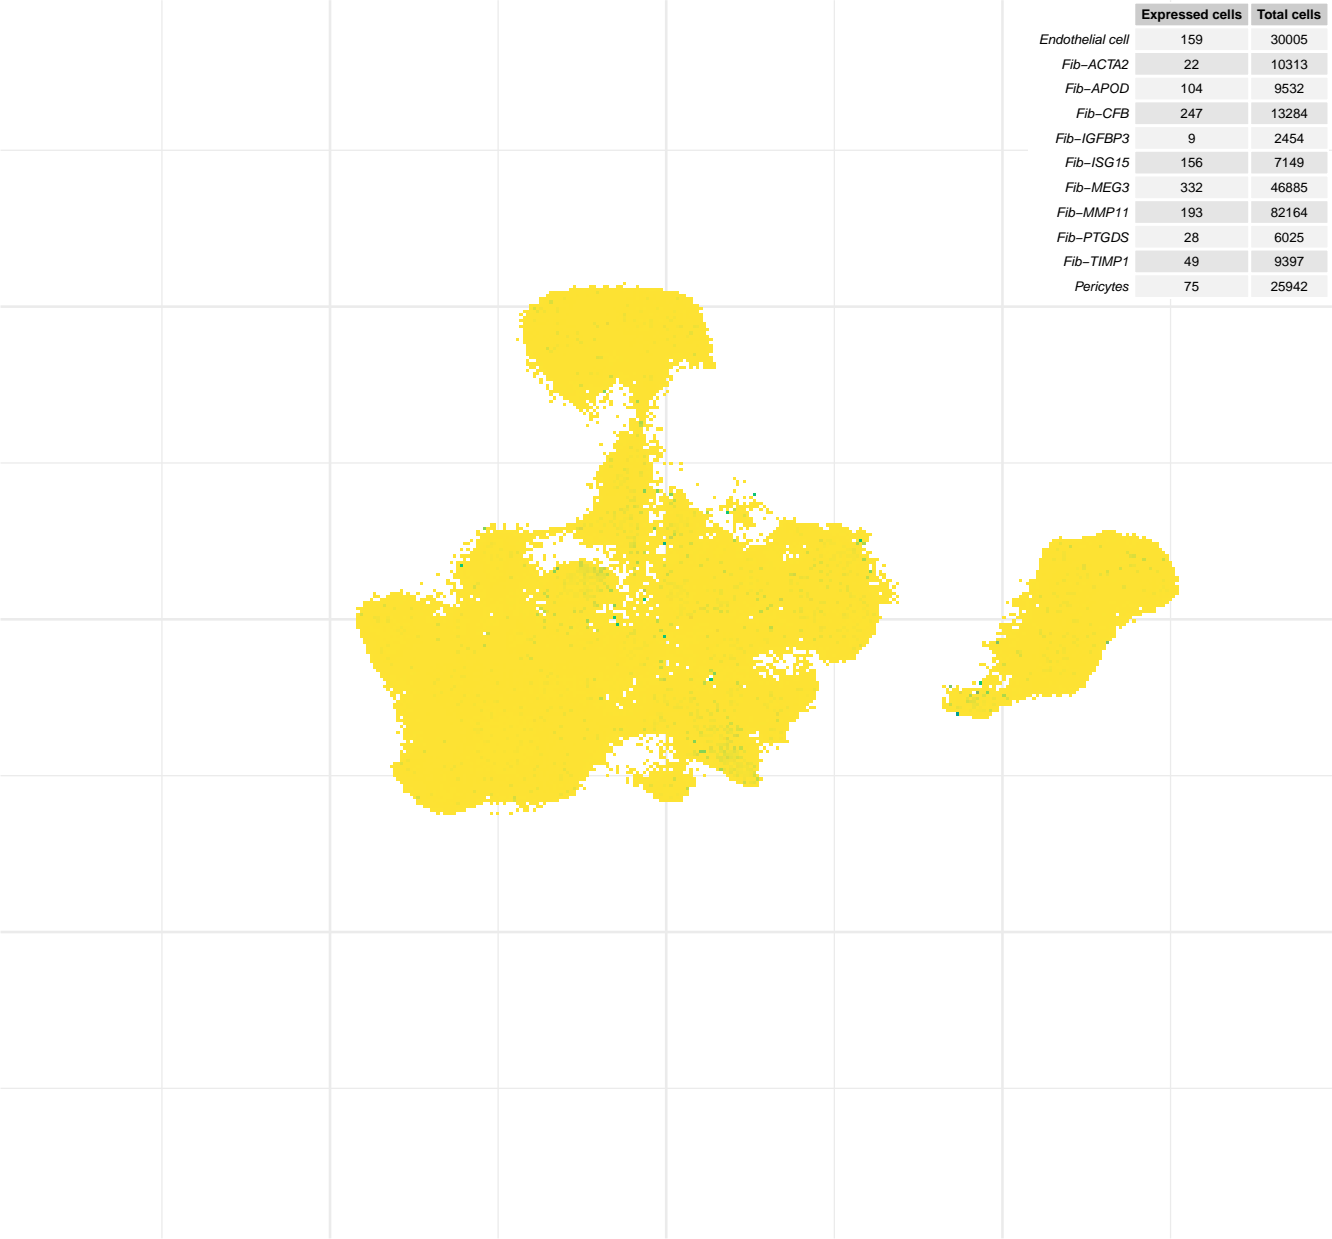 Expressed cells Total cells
Endothelial cell 159 30005
Fib−ACTA2 22 10313
Fib−APOD 104 9532
Fib−CFB 247 13284
Fib−IGFBP3 9 2454
Fib−ISG15 156 7149
Fib−MEG3 332 46885
Fib−MMP11 193 82164
Fib−PTGDS 28 6025
Fib−TIMP1 49 9397
Pericytes 75 25942